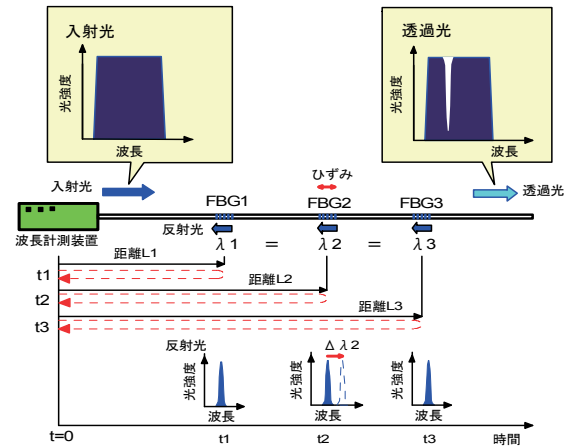 入射光
光強度
波長
透過光
光強度
波長
入射光
ひずみ
透過光
FBG1
FBG2
FBG3
波長計測装置
反射光
λ1 = λ2 = λ3
距離L1
t1
距離L2
t2
距離L3
t3
反射光
Δλ2
光強度
波長
光強度
波長
光強度
波長
t=0
t1
t2
t3
時間